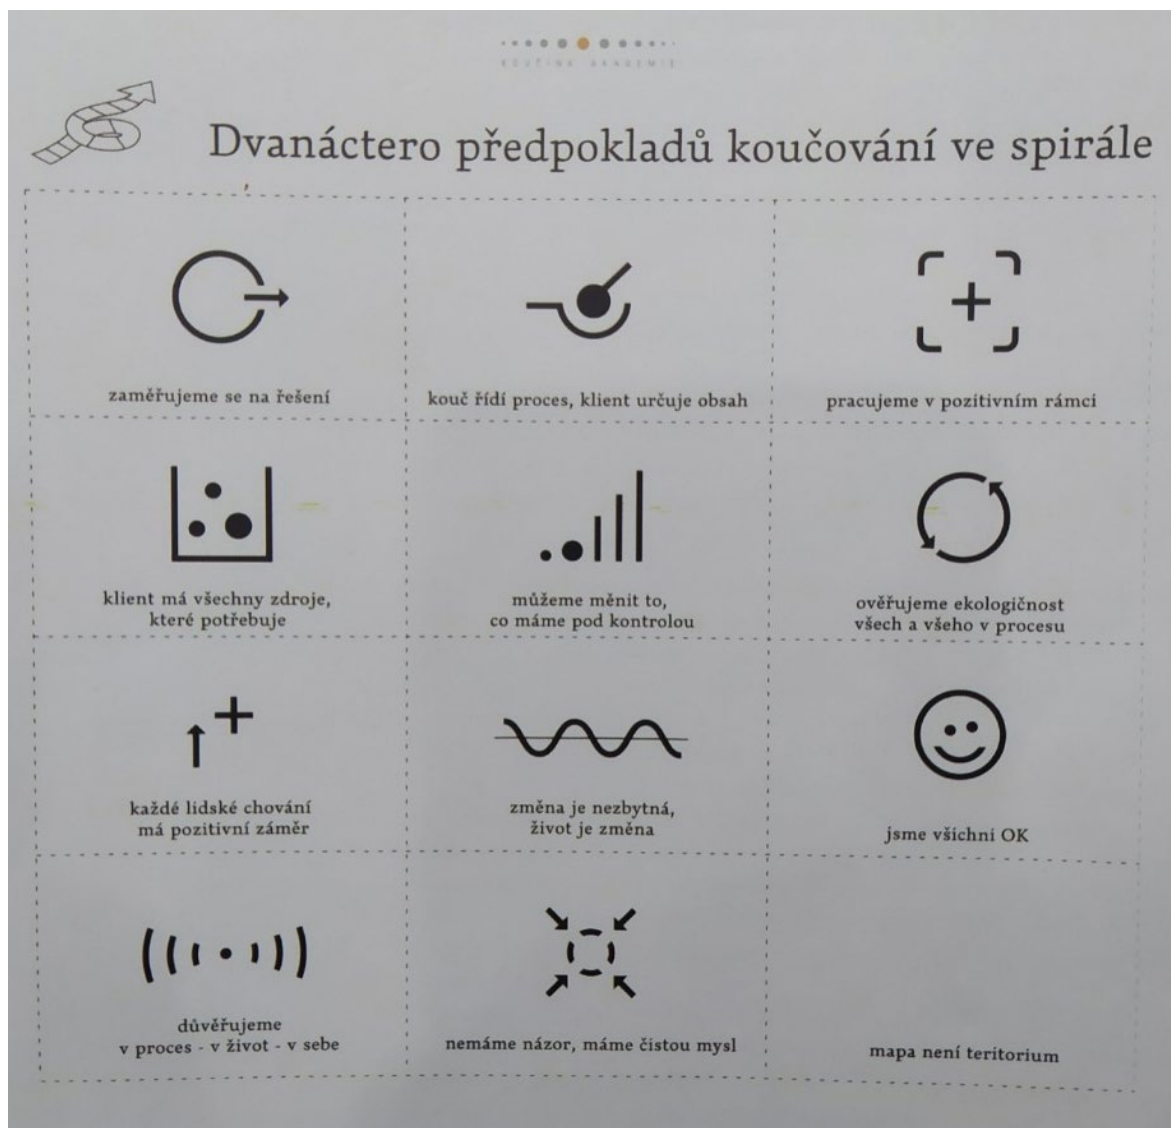 KOUČINK AKADEMIE
Dvanáctero předpokladů koučování ve spirále
zaměřujeme se na řešení
kouč řídí proces, klient určuje obsah
pracujeme v pozitivním rámci
klient má všechny zdroje,
které potřebuje
můžeme měnit to,
co máme pod kontrolou
ověřujeme ekologičnost
všech a všeho v procesu
každé lidské chování
má pozitivní záměr
změna je nezbytná,
život je změna
jsme všichni OK
důvěřujeme
v proces - v život - v sebe
nemáme názor, máme čistou mysl
mapa není teritorium